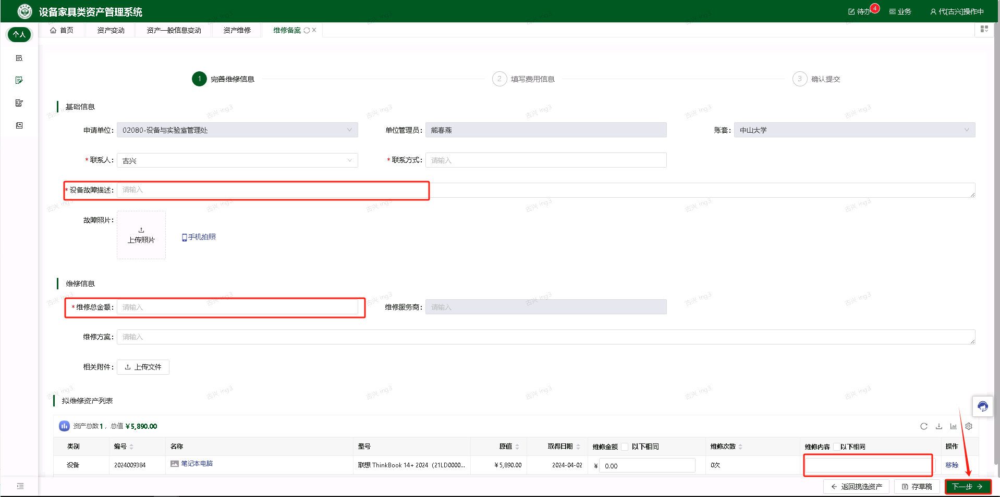 设备家具类资产管理系统
待办 4 业务 代[古兴]操作中
个人 首页 资产变动 资产一般信息变动 资产维修 维修备案
1 完善维修信息 2 填写费用信息 3 确认提交
基础信息
申请单位: 02080-设备与实验室管理处 单位管理员: 熊春燕 账套: 中山大学
* 联系人: 古兴 * 联系方式: 请输入
* 设备故障描述: 请输入
故障照片: 上传照片 手机拍照
维修信息
* 维修总金额: 请输入 维修服务商: 请输入
维修方案: 请输入
相关附件: 上传文件
拟维修资产列表
资产总数1, 总值 ¥5,890.00
类别 编号 名称 型号 原值 取得日期 维修金额 以下相同 维修次数 维修内容 以下相同 操作
设备 2024009384 笔记本电脑 联想 ThinkBook 14+ 2024 (21LD0000... ¥5,890.00 2024-04-02 ¥ 0.00 0次 移除
返回挑选资产 存草稿 下一步
古兴 ing3